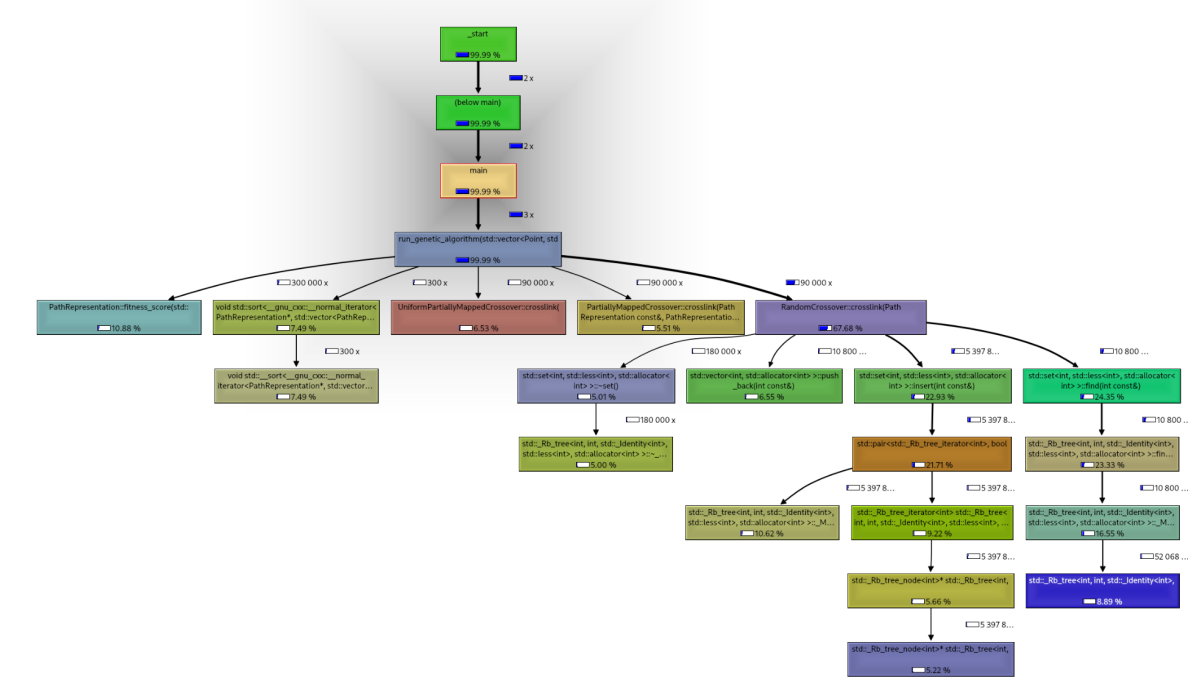 _start
99.99 %
2 x
(below main)
99.99 %
2 x
main
99.99 %
3 x
run_genetic_algorithm(std::vector<Point, std
99.99 %
300 000 x
300 x
90 000 x
90 000 x
90 000 x
PathRepresentation::fitness_score(std::
10.88 %
void std::sort<__gnu_cxx::__normal_iterator<
PathRepresentation*, std::vector<PathRep...
7.49 %
UniformPartiallyMappedCrossover::crosslink(
6.53 %
PartiallyMappedCrossover::crosslink(Path
Representation const&, PathRepresentatio...
5.51 %
RandomCrossover::crosslink(Path
67.68 %
300 x
180 000 x
10 800 ...
5 397 8...
10 800 ...
void std::__sort<__gnu_cxx::__normal_
iterator<PathRepresentation*, std::vector...
7.49 %
std::set<int, std::less<int>, std::allocator<
int> >::~set()
5.01 %
std::vector<int, std::allocator<int> >::push
_back(int const&)
6.55 %
std::set<int, std::less<int>, std::allocator<
int> >::insert(int const&)
22.93 %
std::set<int, std::less<int>, std::allocator<
int> >::find(int const&)
24.35 %
180 000 x
5 397 8...
10 800 ...
std::_Rb_tree<int, int, std::_Identity<int>,
std::less<int>, std::allocator<int> >::~_...
5.00 %
std::pair<std::_Rb_tree_iterator<int>, bool
21.71 %
std::_Rb_tree<int, int, std::_Identity<int>,
std::less<int>, std::allocator<int> >::fin...
23.33 %
5 397 8...
5 397 8...
10 800 ...
std::_Rb_tree<int, int, std::_Identity<int>,
std::less<int>, std::allocator<int> >::_M...
10.62 %
std::_Rb_tree_iterator<int> std::_Rb_tree<
int, int, std::_Identity<int>, std::less<int>, ...
9.22 %
std::_Rb_tree<int, int, std::_Identity<int>,
std::less<int>, std::allocator<int> >::_M...
16.55 %
5 397 8...
52 068 ...
std::_Rb_tree_node<int>* std::_Rb_tree<int,
5.66 %
std::_Rb_tree<int, int, std::_Identity<int>,
8.89 %
5 397 8...
std::_Rb_tree_node<int>* std::_Rb_tree<int,
5.22 %